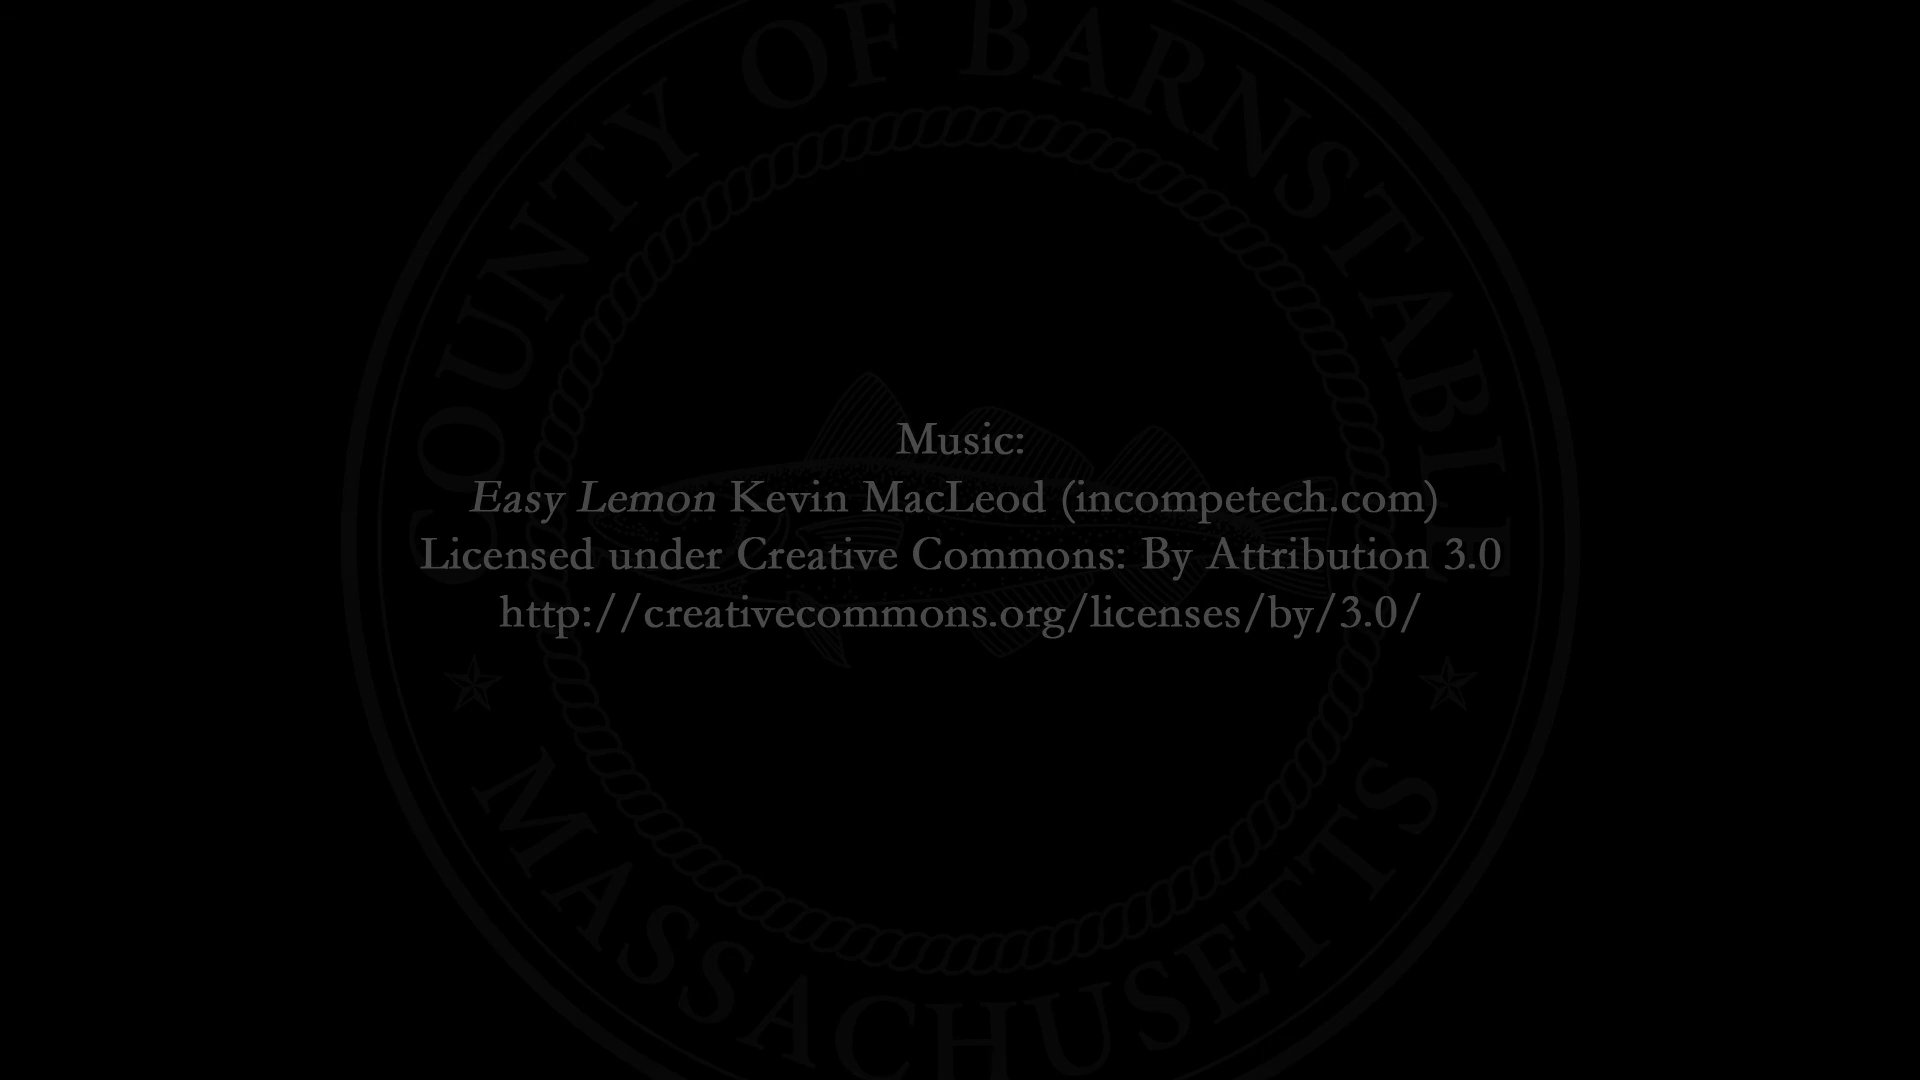 COUNTY OF BARNSTABLE
Music:
Easy Lemon Kevin MacLeod (incompetech.com)
Licensed under Creative Commons: By Attribution 3.0
http://creativecommons.org/licenses/by/3.0/
MASSACHUSETTS